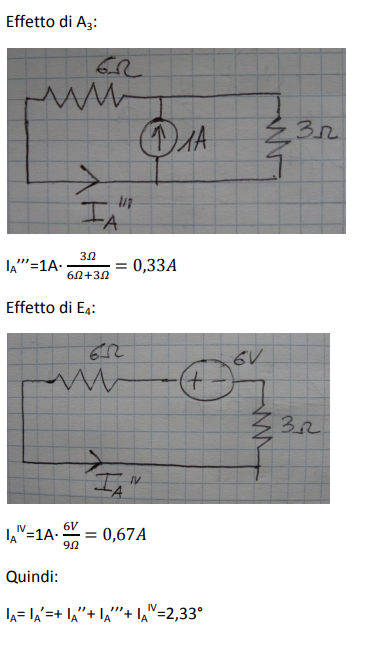 Effetto di A₃:
6Ω
1A
3Ω
I_A'''
I_A'''=1A· 3Ω/(6Ω+3Ω) = 0,33A
Effetto di E₄:
6Ω
6V
+ -
3Ω
I_A^IV
I_A^IV=1A· 6V/9Ω = 0,67A
Quindi:
I_A= I_A'=+ I_A''+ I_A'''+ I_A^IV=2,33°